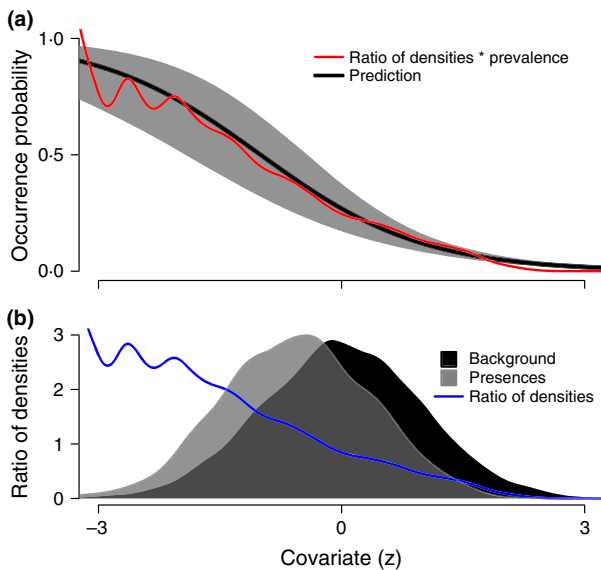 (a)
Occurrence probability
1·0
0·5
0·0
Ratio of densities * prevalence
Prediction
(b)
Ratio of densities
3
2
1
0
Background
Presences
Ratio of densities
−3
0
3
Covariate (z)